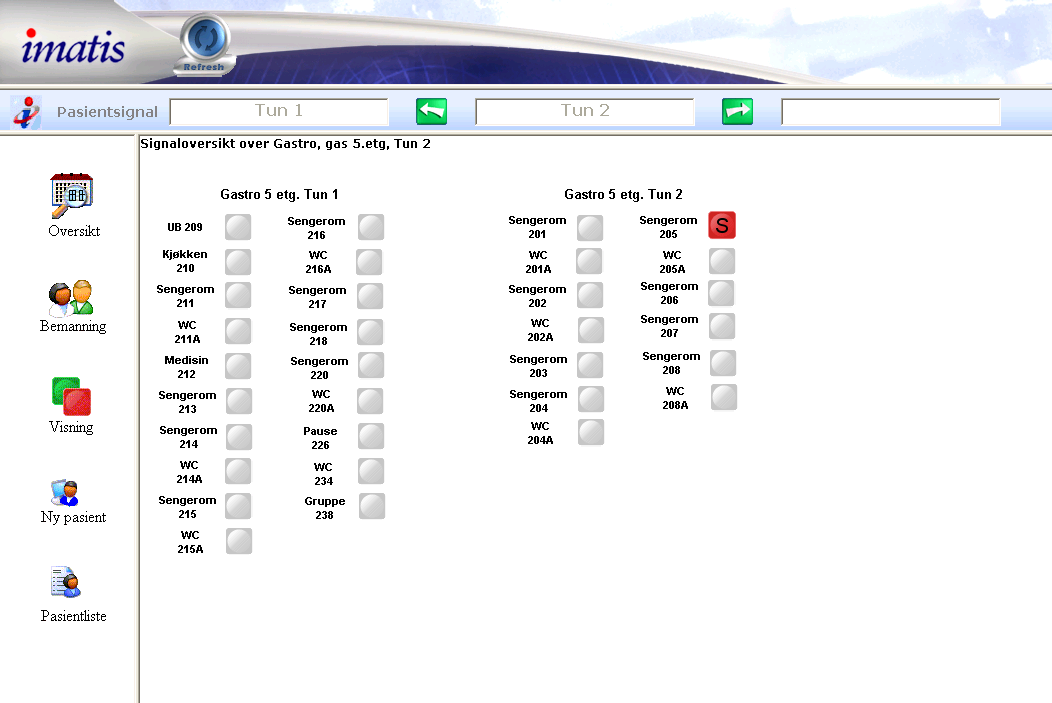 imatis
Refresh
Pasientsignal
Tun 1
Tun 2
Signaloversikt over Gastro, gas 5.etg, Tun 2
Oversikt
Bemanning
Visning
Ny pasient
Pasientliste
Gastro 5 etg. Tun 1
UB 209
Kjøkken
210
Sengerom
211
WC
211A
Medisin
212
Sengerom
213
Sengerom
214
WC
214A
Sengerom
215
WC
215A
Sengerom
216
WC
216A
Sengerom
217
Sengerom
218
Sengerom
220
WC
220A
Pause
226
WC
234
Gruppe
238
Gastro 5 etg. Tun 2
Sengerom
201
WC
201A
Sengerom
202
WC
202A
Sengerom
203
Sengerom
204
WC
204A
Sengerom
205
S
WC
205A
Sengerom
206
Sengerom
207
Sengerom
208
WC
208A